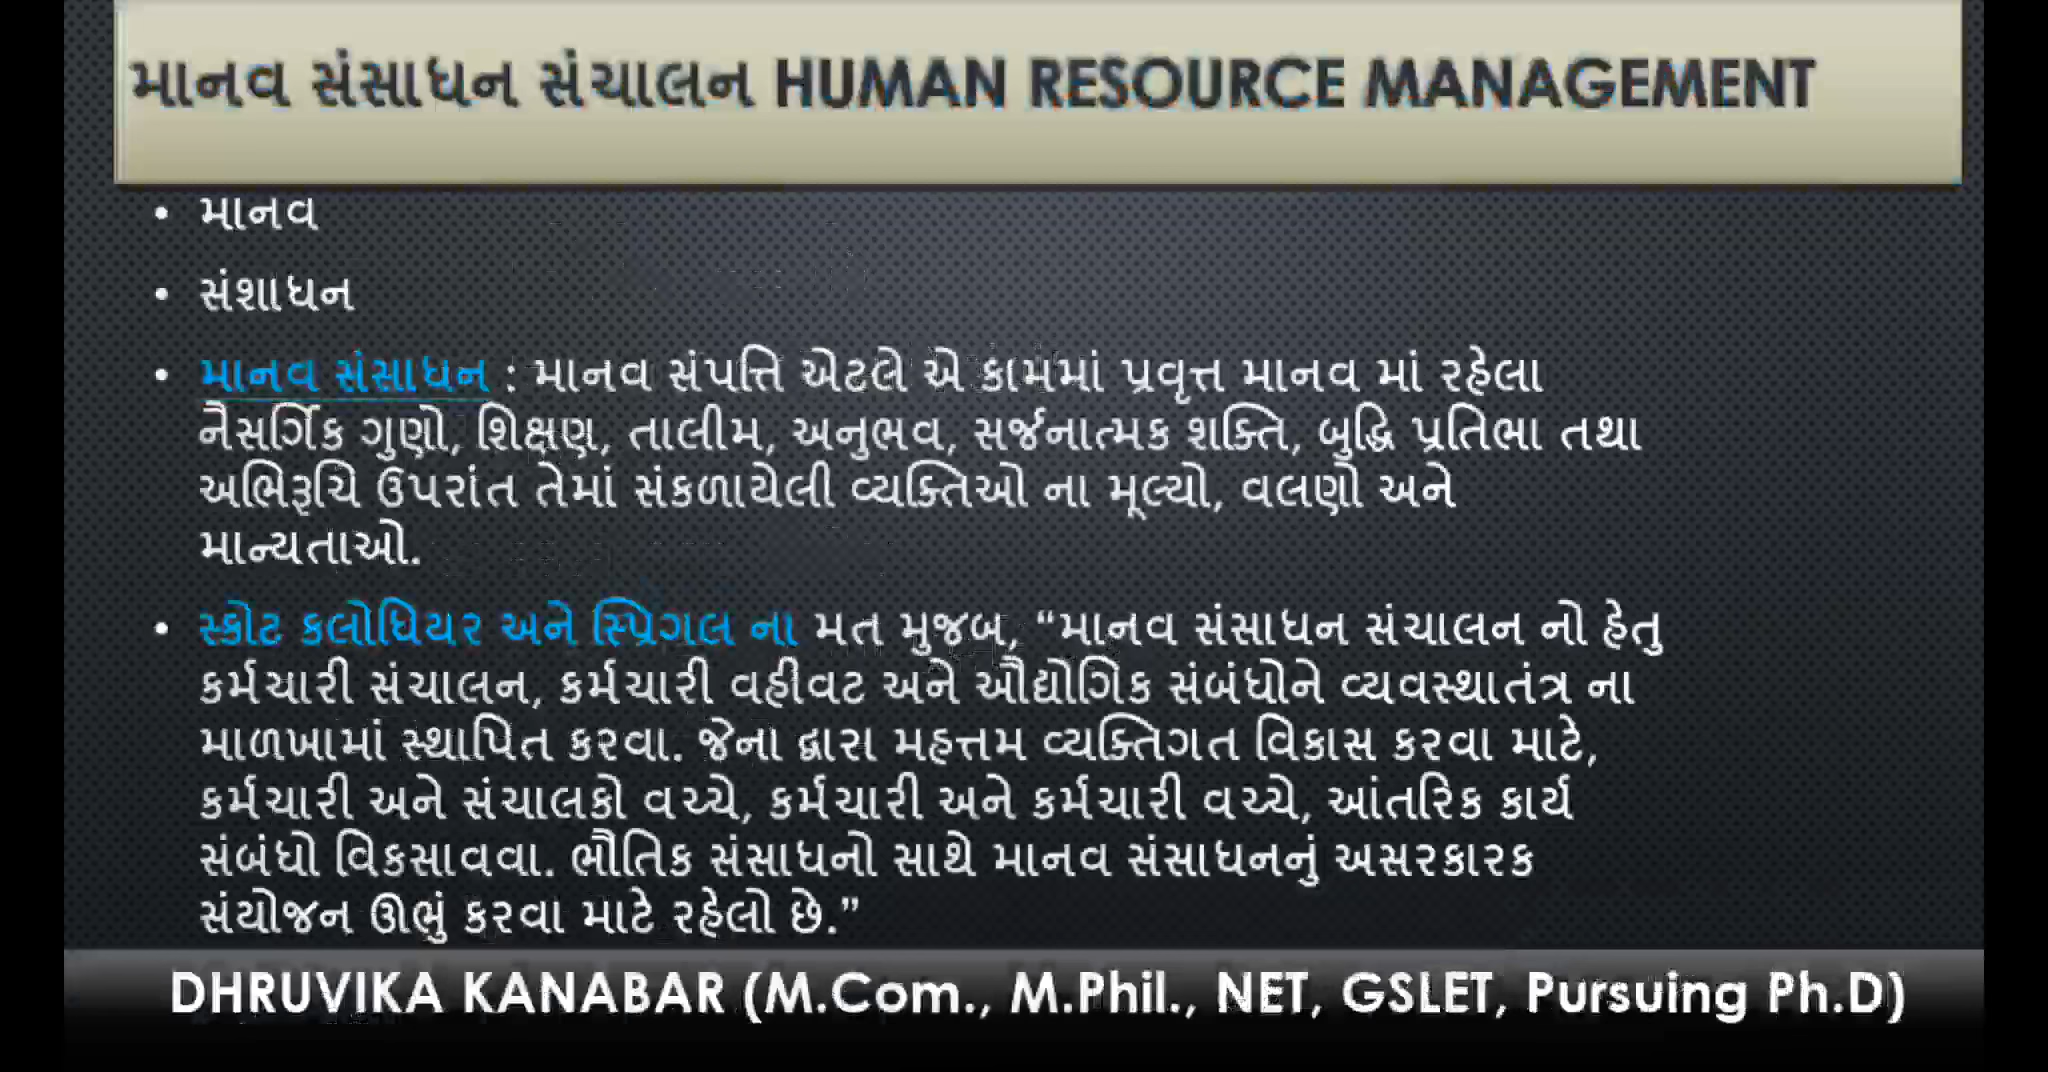 માનવ સંસાધન સંચાલન HUMAN RESOURCE MANAGEMENT
• માનવ
• સંશાધન
• માનવ સંસાધન : માનવ સંપત્તિ એટલે એ કામમાં પ્રવૃત્ત માનવ માં રહેલા
નૈસર્ગિક ગુણો, શિક્ષણ, તાલીમ, અનુભવ, સર્જનાત્મક શક્તિ, બુદ્ધિ પ્રતિભા તથા
અભિરૂચિ ઉપરાંત તેમાં સંકળાયેલી વ્યક્તિઓ ના મૂલ્યો, વલણો અને
માન્યતાઓ.
• સ્કોટ કલોધિયર અને સ્પ્રિગલ ના મત મુજબ, “માનવ સંસાધન સંચાલન નો હેતુ
કર્મચારી સંચાલન, કર્મચારી વહીવટ અને ઔદ્યોગિક સંબંધોને વ્યવસ્થાતંત્ર ના
માળખામાં સ્થાપિત કરવા. જેના દ્વારા મહત્તમ વ્યક્તિગત વિકાસ કરવા માટે,
કર્મચારી અને સંચાલકો વચ્ચે, કર્મચારી અને કર્મચારી વચ્ચે, આંતરિક કાર્ય
સંબંધો વિકસાવવા. ભૌતિક સંસાધનો સાથે માનવ સંસાધનનું અસરકારક
સંયોજન ઊભું કરવા માટે રહેલો છે.”
DHRUVIKA KANABAR (M.Com., M.Phil., NET, GSLET, Pursuing Ph.D)